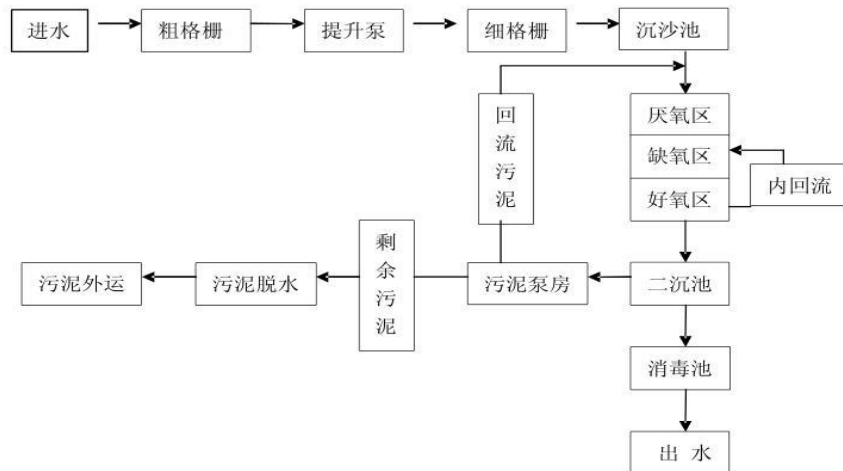 进水
粗格栅
提升泵
细格栅
沉沙池
回流污泥
厌氧区
缺氧区
内回流
好氧区
剩余污泥
污泥外运
污泥脱水
污泥泵房
二沉池
消毒池
出 水